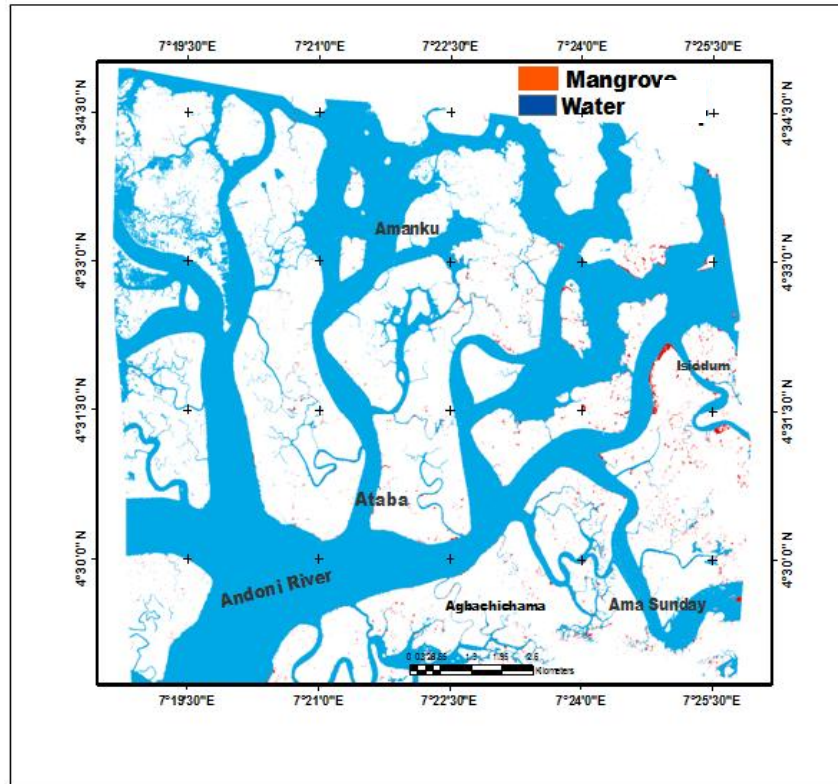 7°19'30"E 7°21'0"E 7°22'30"E 7°24'0"E 7°25'30"E
Mangrove
Water
4°34'30"N 4°34'30"N
Amanku
4°33'0"N 4°33'0"N
Isiodum
4°31'30"N 4°31'30"N
Ataba
4°30'0"N 4°30'0"N
Andoni River
Agbachichama
Ama Sunday
Kilometers
7°19'30"E 7°21'0"E 7°22'30"E 7°24'0"E 7°25'30"E